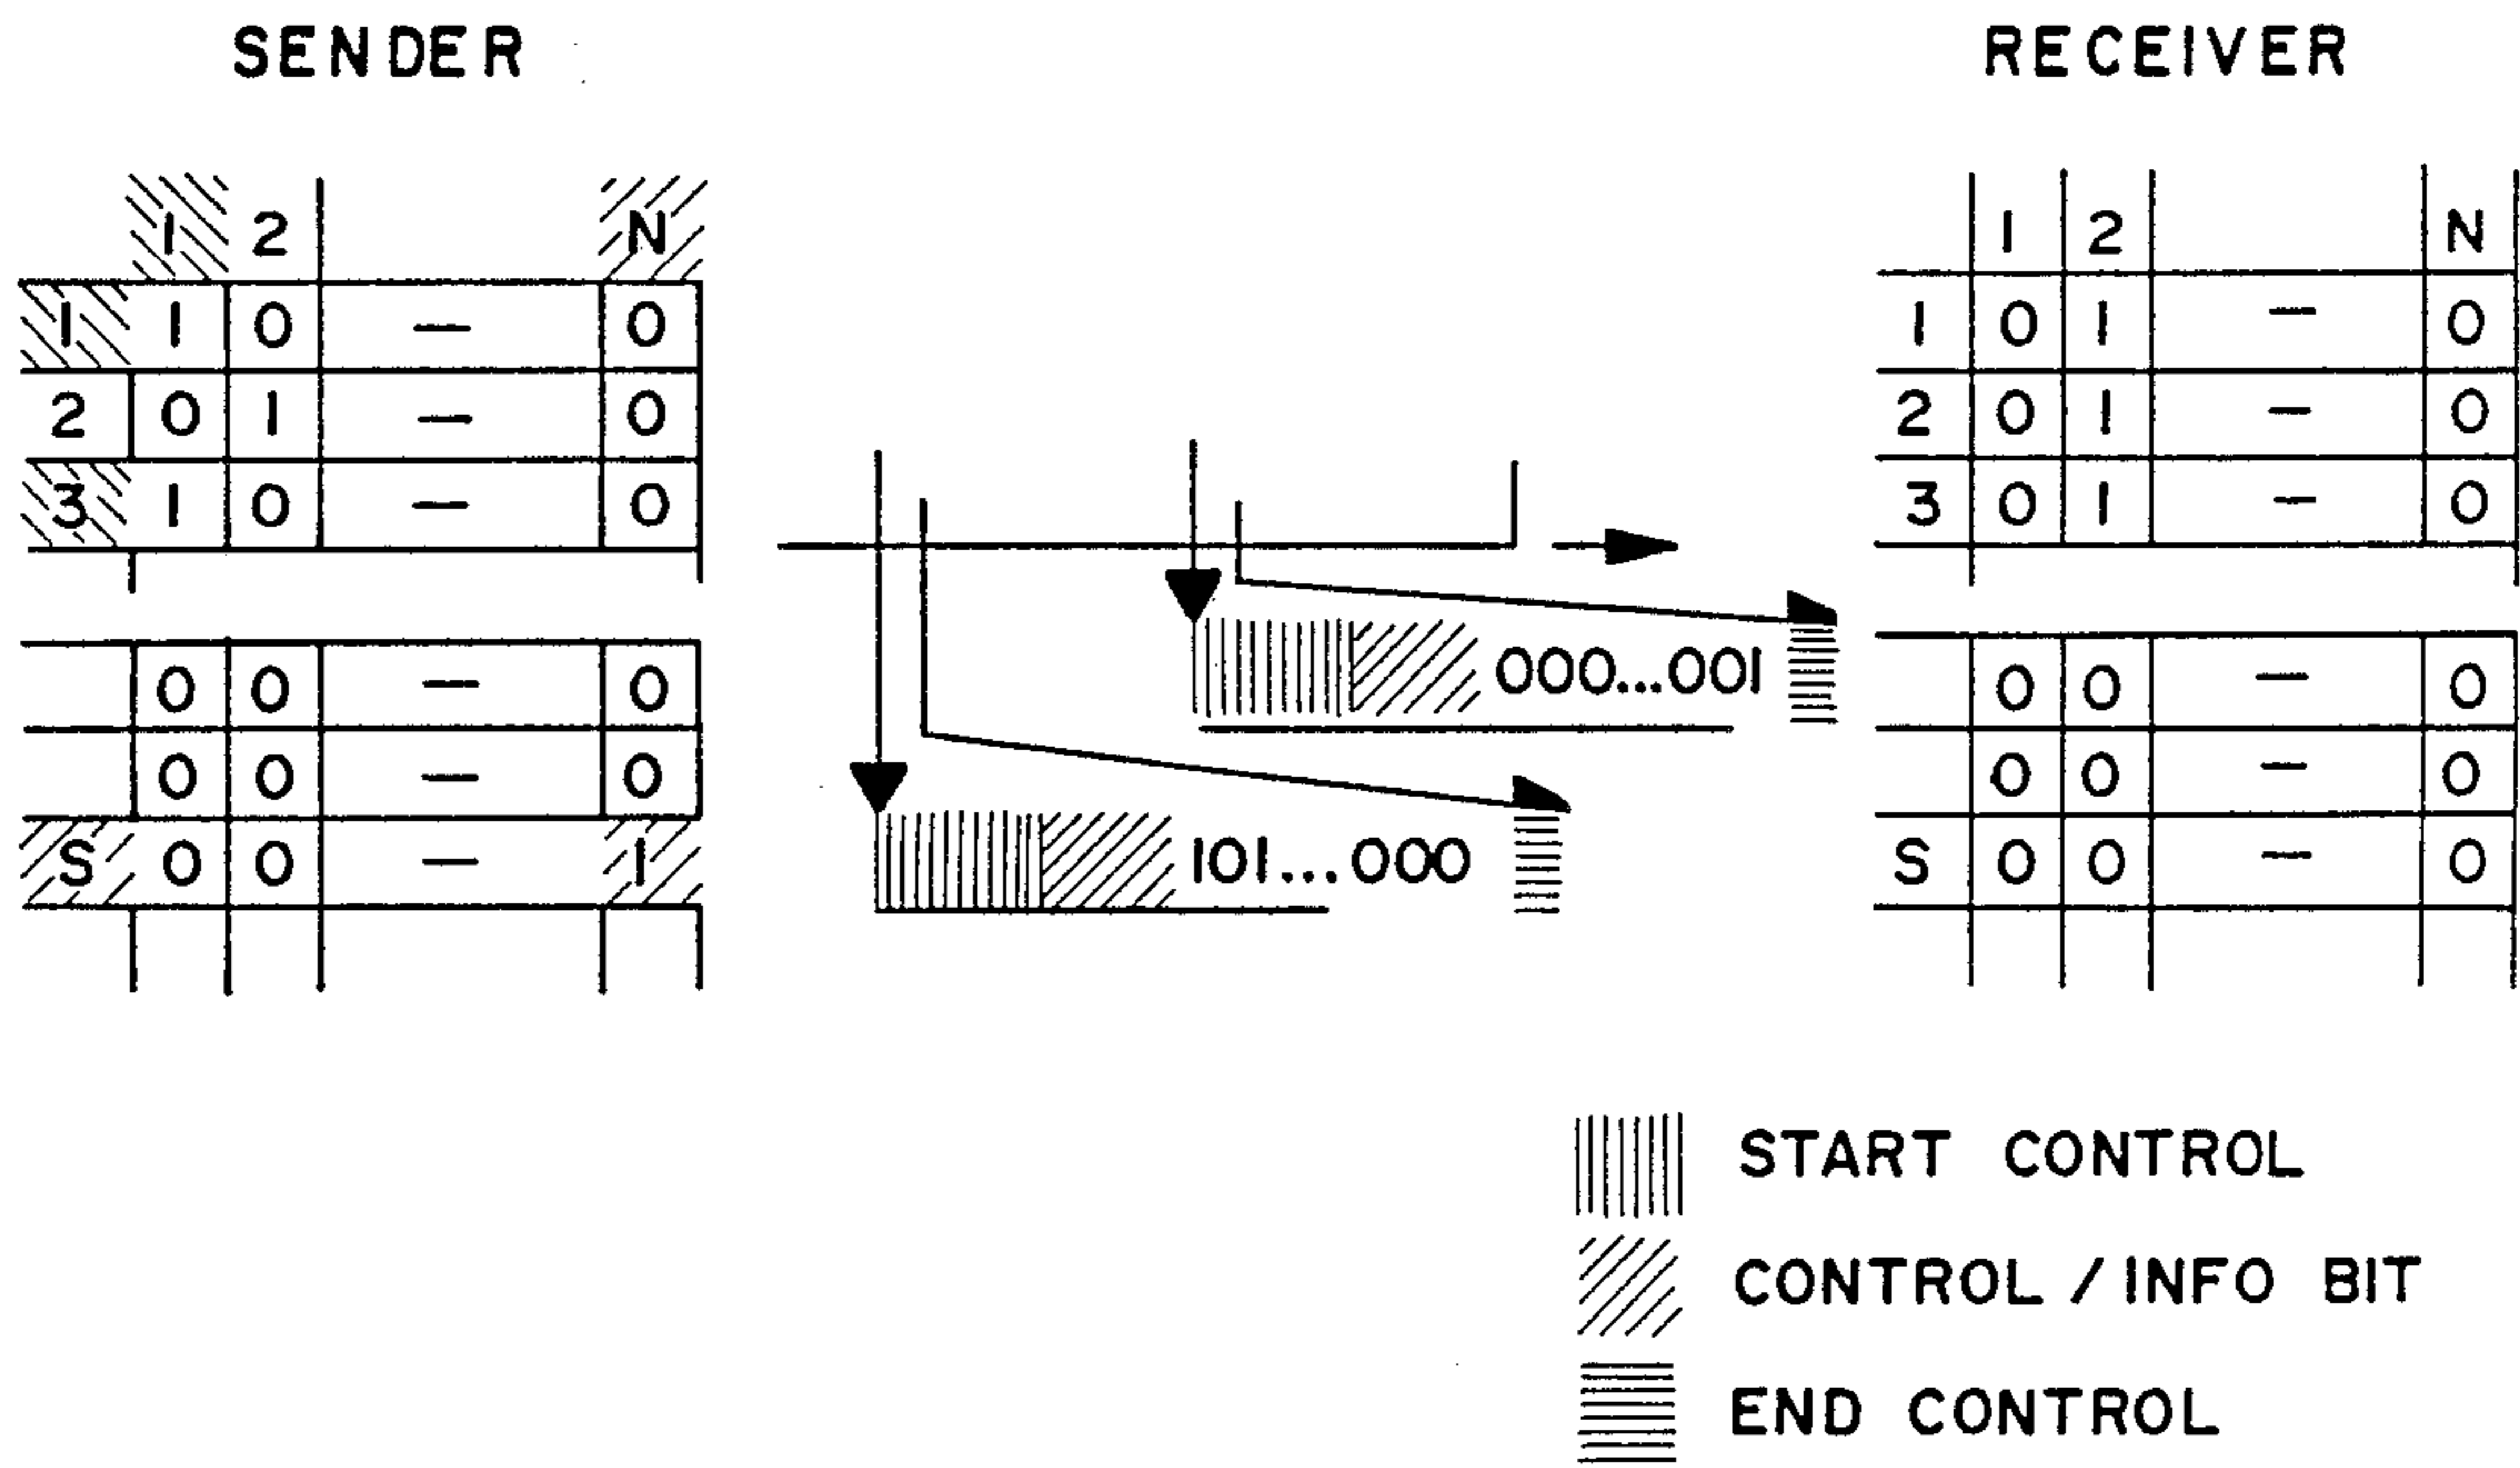 SENDER
1 2 N
1 1 0 — 0
2 0 1 — 0
3 1 0 — 0
0 0 — 0
0 0 — 0
S 0 0 — 1
000...001
101...000
RECEIVER
1 2 N
1 0 1 — 0
2 0 1 — 0
3 0 1 — 0
0 0 — 0
0 0 — 0
S 0 0 — 0
START CONTROL
CONTROL / INFO BIT
END CONTROL